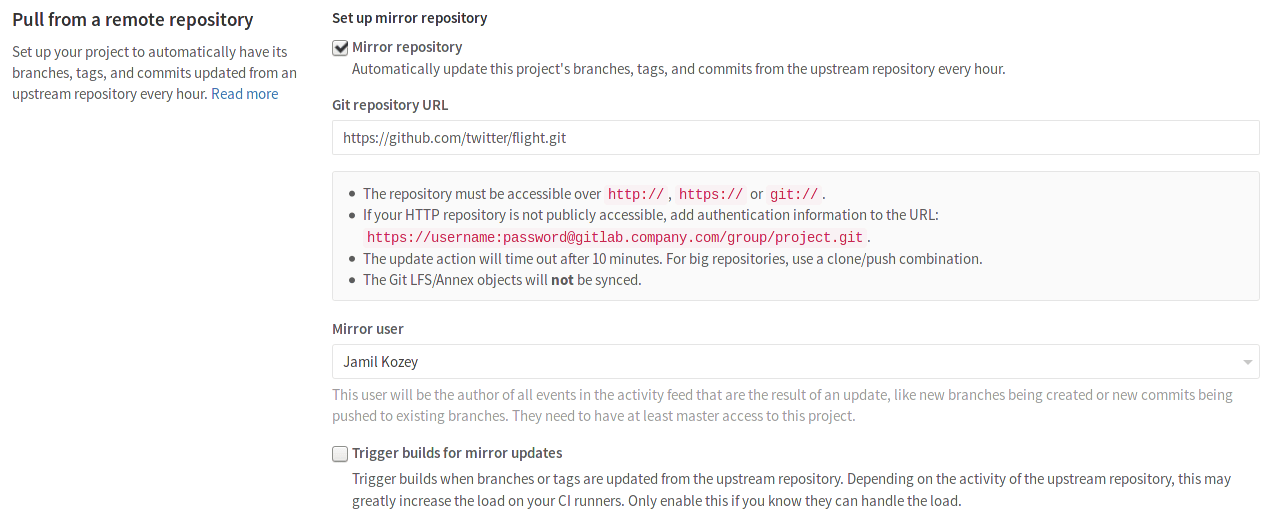 Pull from a remote repository
Set up your project to automatically have its
branches, tags, and commits updated from an
upstream repository every hour. Read more
Set up mirror repository
Mirror repository
Automatically update this project's branches, tags, and commits from the upstream repository every hour.
Git repository URL
https://github.com/twitter/flight.git
The repository must be accessible over http://, https:// or git://.
If your HTTP repository is not publicly accessible, add authentication information to the URL:
https://username:password@gitlab.company.com/group/project.git.
The update action will time out after 10 minutes. For big repositories, use a clone/push combination.
The Git LFS/Annex objects will not be synced.
Mirror user
Jamil Kozey
This user will be the author of all events in the activity feed that are the result of an update, like new branches being created or new commits being
pushed to existing branches. They need to have at least master access to this project.
Trigger builds for mirror updates
Trigger builds when branches or tags are updated from the upstream repository. Depending on the activity of the upstream repository, this may
greatly increase the load on your CI runners. Only enable this if you know they can handle the load.